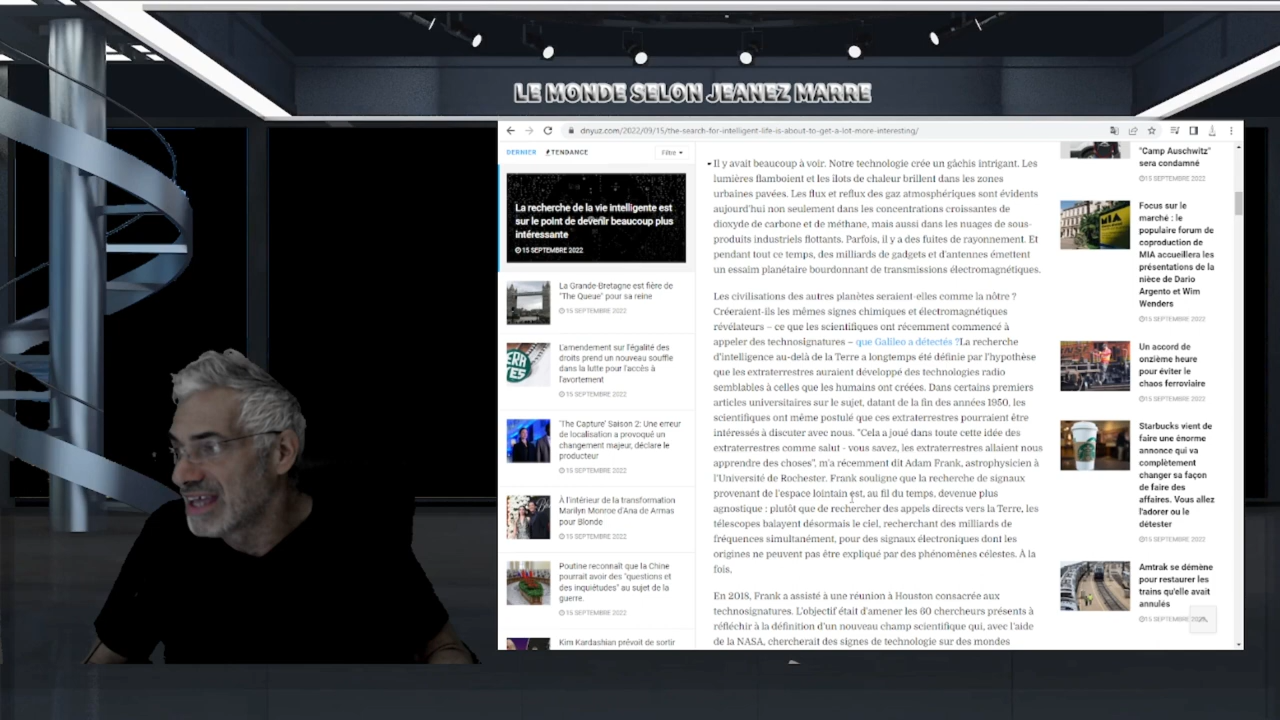 LE MONDE SELON JEANEZ MARRE
dnyuz.com/2022/09/15/the-search-for-intelligent-life-is-about-to-get-a-lot-more-interesting/
DERNIER
TENDANCE
Filtre
La recherche de la vie intelligente est
sur le point de devenir beaucoup plus
intéressante
15 SEPTEMBRE 2022
La Grande-Bretagne est fière de
"The Queue" pour sa reine
15 SEPTEMBRE 2022
L'amendement sur l'égalité des
droits prend un nouveau souffle
dans la lutte pour l'accès à
l'avortement
15 SEPTEMBRE 2022
'The Capture' Saison 2: Une erreur
de localisation a provoqué un
changement majeur, déclare le
producteur
15 SEPTEMBRE 2022
À l'intérieur de la transformation
Marilyn Monroe d'Ana de Armas
pour Blonde
15 SEPTEMBRE 2022
Poutine reconnaît que la Chine
pourrait avoir des "questions et
des inquiétudes" au sujet de la
guerre.
15 SEPTEMBRE 2022
Kim Kardashian prévoit de sortir
Il y avait beaucoup à voir. Notre technologie crée un gâchis intrigant. Les
lumières flamboient et les îlots de chaleur brillent dans les zones
urbaines pavées. Les flux et reflux des gaz atmosphériques sont évidents
aujourd'hui non seulement dans les concentrations croissantes de
dioxyde de carbone et de méthane, mais aussi dans les nuages de sous-
produits industriels flottants. Parfois, il y a des fuites de rayonnement. Et
pendant tout ce temps, des milliards de gadgets et d'antennes émettent
un essaim planétaire bourdonnant de transmissions électromagnétiques.
Les civilisations des autres planètes seraient-elles comme la nôtre ?
Créeraient-ils les mêmes signes chimiques et électromagnétiques
révélateurs – ce que les scientifiques ont récemment commencé à
appeler des technosignatures – que Galileo a détectés ?La recherche
d'intelligence au-delà de la Terre a longtemps été définie par l'hypothèse
que les extraterrestres auraient développé des technologies radio
semblables à celles que les humains ont créées. Dans certains premiers
articles universitaires sur le sujet, datant de la fin des années 1950, les
scientifiques ont même postulé que ces extraterrestres pourraient être
intéressés à discuter avec nous. "Cela a joué dans toute cette idée des
extraterrestres comme salut - vous savez, les extraterrestres allaient nous
apprendre des choses", m'a récemment dit Adam Frank, astrophysicien à
l'Université de Rochester. Frank souligne que la recherche de signaux
provenant de l'espace lointain est, au fil du temps, devenue plus
agnostique : plutôt que de rechercher des appels directs vers la Terre, les
télescopes balayent désormais le ciel, recherchant des milliards de
fréquences simultanément, pour des signaux électroniques dont les
origines ne peuvent pas être expliqué par des phénomènes célestes. À la
fois.
En 2018, Frank a assisté à une réunion à Houston consacrée aux
technosignatures. L'objectif était d'amener les 60 chercheurs présents à
réfléchir à la définition d'un nouveau champ scientifique qui, avec l'aide
de la NASA, chercherait des signes de technologie sur des mondes
"Camp Auschwitz"
sera condamné
15 SEPTEMBRE 2022
Focus sur le
marché : le
populaire forum de
coproduction de
MIA accueillera les
présentations de la
nièce de Dario
Argento et Wim
Wenders
15 SEPTEMBRE 2022
Un accord de
onzième heure
pour éviter le
chaos ferroviaire
15 SEPTEMBRE 2022
Starbucks vient de
faire une énorme
annonce qui va
complètement
changer sa façon
de faire des
affaires. Vous allez
l'adorer ou le
détester
15 SEPTEMBRE 2022
Amtrak se démène
pour restaurer les
trains qu'elle avait
annulés
15 SEPTEMBRE